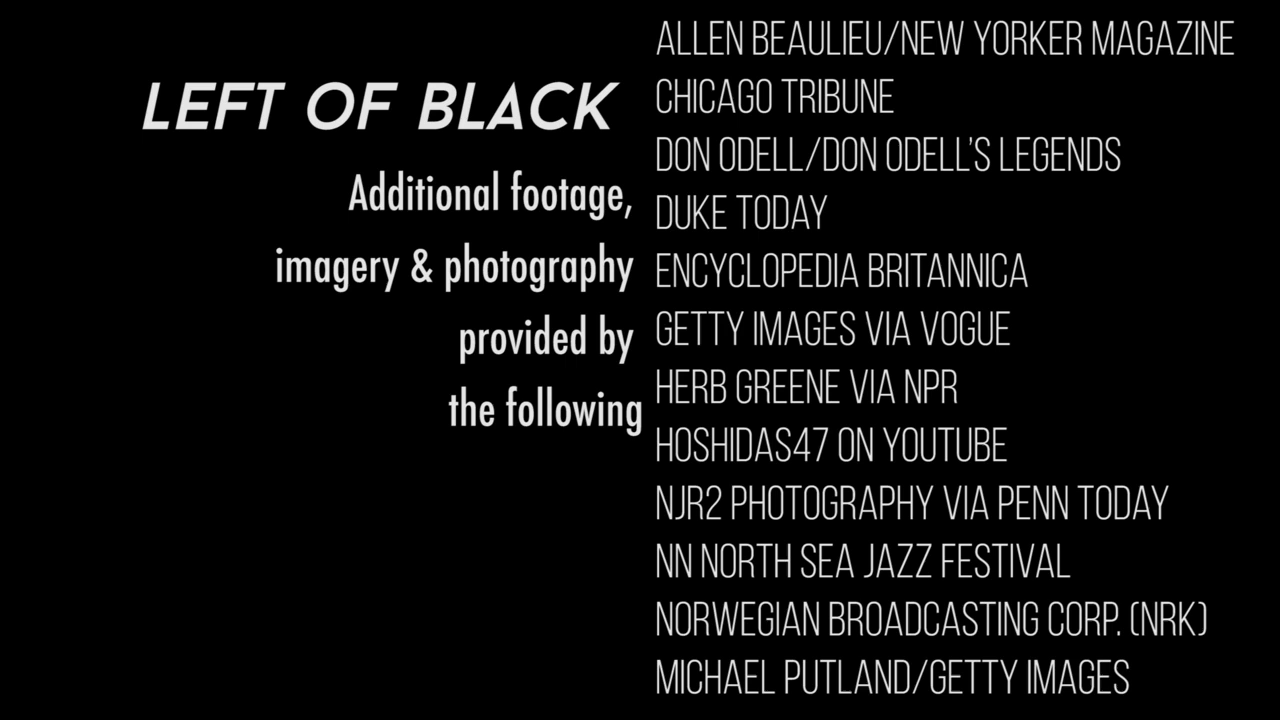 LEFT OF BLACK
Additional footage,
imagery & photography
provided by
the following
ALLEN BEAULIEU/NEW YORKER MAGAZINE
CHICAGO TRIBUNE
DON ODELL/DON ODELL'S LEGENDS
DUKE TODAY
ENCYCLOPEDIA BRITANNICA
GETTY IMAGES VIA VOGUE
HERB GREENE VIA NPR
HOSHIDAS47 ON YOUTUBE
NJR2 PHOTOGRAPHY VIA PENN TODAY
NN NORTH SEA JAZZ FESTIVAL
NORWEGIAN BROADCASTING CORP. (NRK)
MICHAEL PUTLAND/GETTY IMAGES